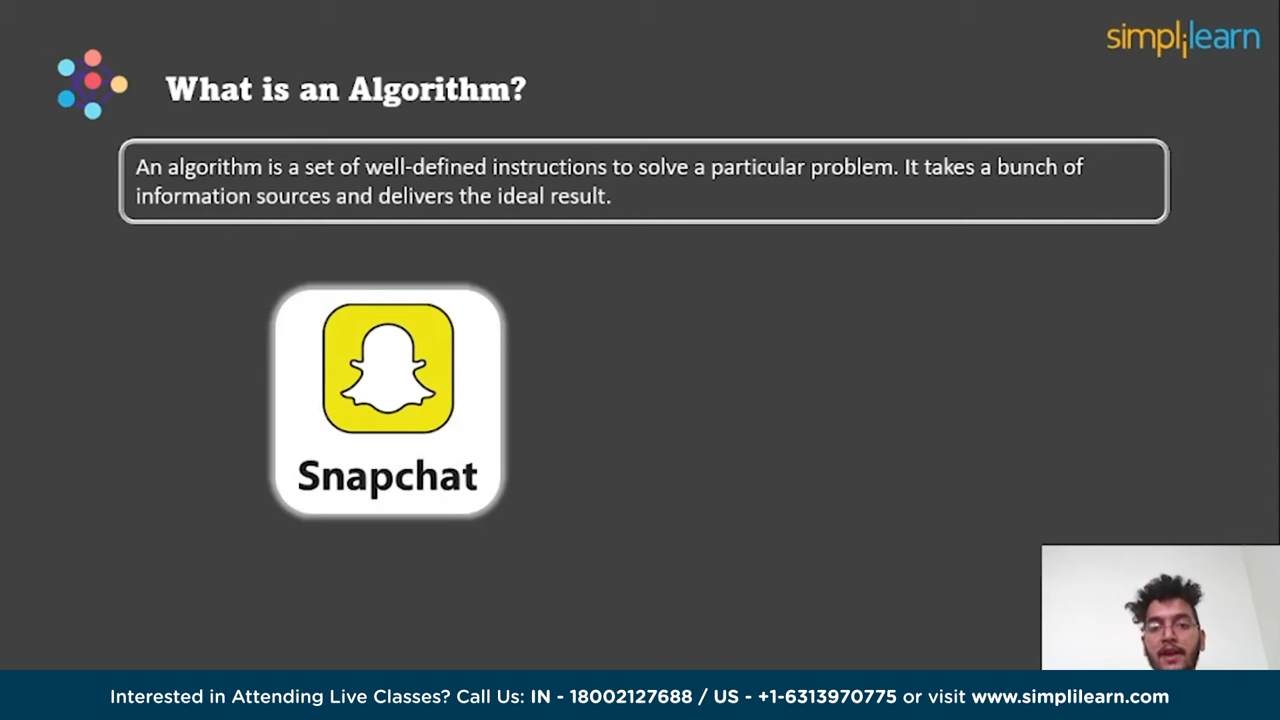 simplilearn
What is an Algorithm?
An algorithm is a set of well-defined instructions to solve a particular problem. It takes a bunch of
information sources and delivers the ideal result.
Snapchat
Interested in Attending Live Classes? Call Us: IN - 18002127688 / US - +1-6313970775 or visit www.simplilearn.com